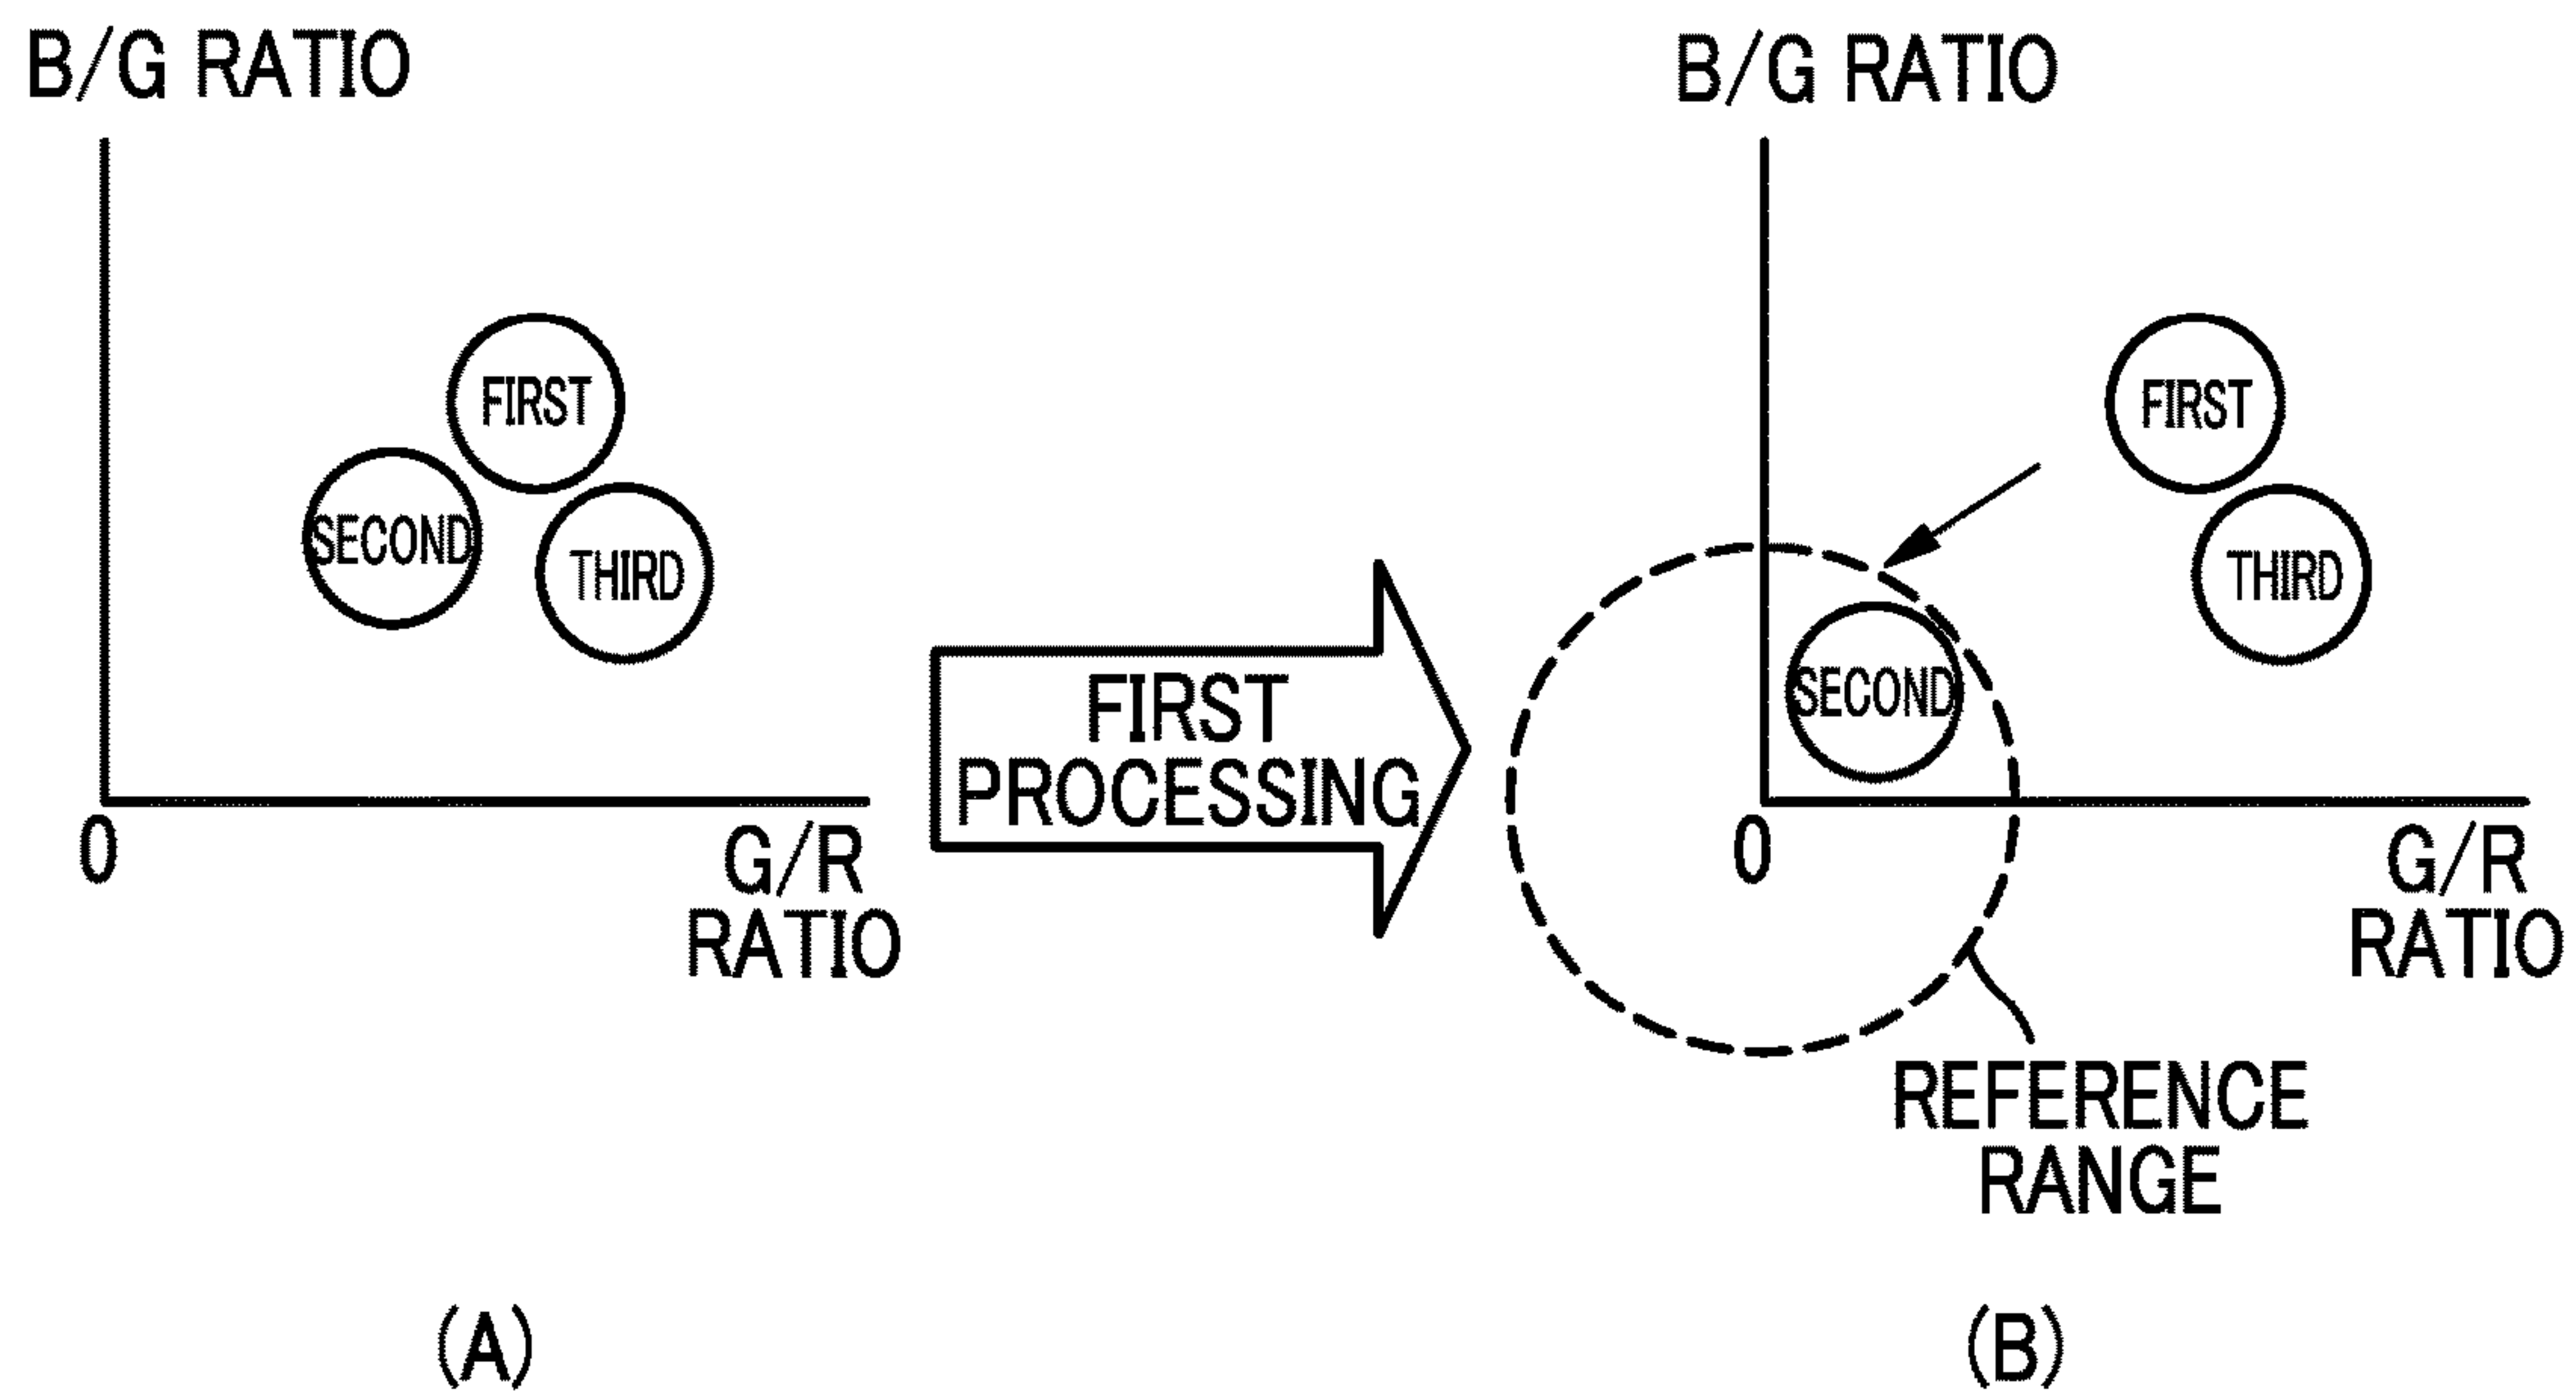 B/G RATIO
FIRST
SECOND
THIRD
0
G/R
RATIO
(A)
FIRST
PROCESSING
B/G RATIO
FIRST
THIRD
SECOND
0
G/R
RATIO
REFERENCE
RANGE
(B)